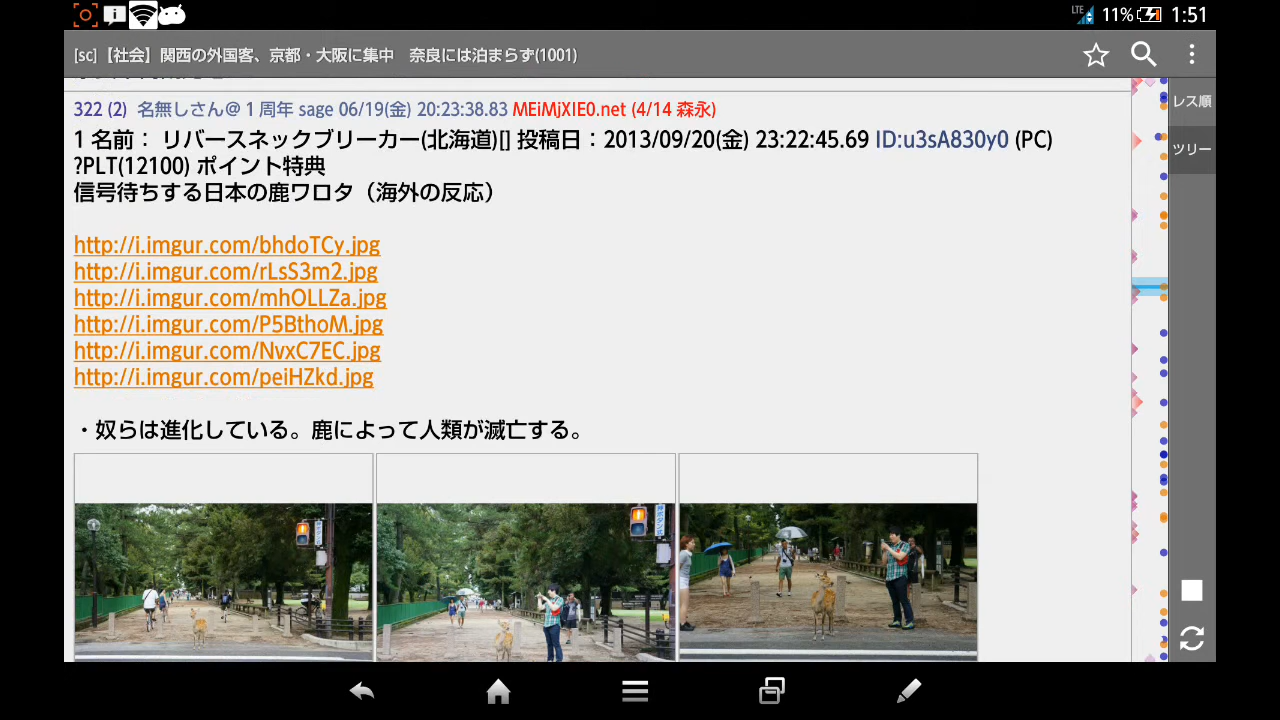 LTE 11% 1:51
[sc]【社会】関西の外国客、京都・大阪に集中　奈良には泊まらず(1001)
レス順
ツリー
322 (2) 名無しさん＠１周年 sage 06/19(金) 20:23:38.83 MEiMjXIE0.net (4/14 森永)
1 名前： リバースネックブリーカー(北海道)[] 投稿日：2013/09/20(金) 23:22:45.69 ID:u3sA830y0 (PC)
?PLT(12100) ポイント特典
信号待ちする日本の鹿ワロタ（海外の反応）
http://i.imgur.com/bhdoTCy.jpg
http://i.imgur.com/rLsS3m2.jpg
http://i.imgur.com/mhOLLZa.jpg
http://i.imgur.com/P5BthoM.jpg
http://i.imgur.com/NvxC7EC.jpg
http://i.imgur.com/peiHZkd.jpg
・奴らは進化している。鹿によって人類が滅亡する。
押ボタン式